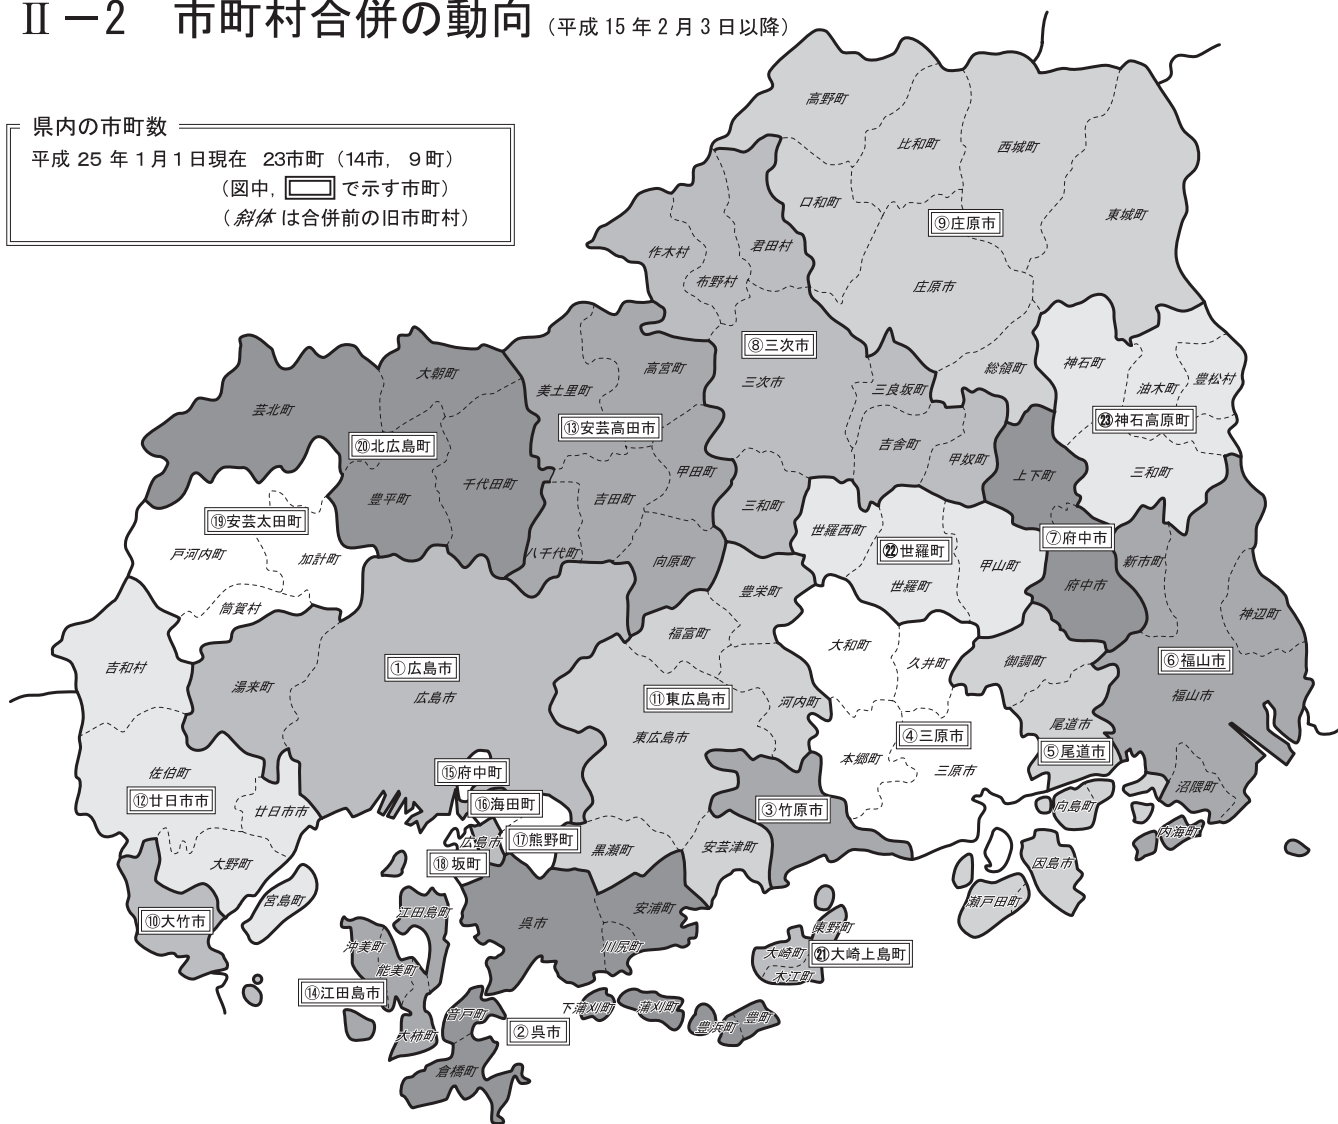 Ⅱ－2　市町村合併の動向（平成15年2月3日以降）
県内の市町数
平成25年1月1日現在　23市町（14市，9町）
（図中，　で示す市町）
（斜体は合併前の旧市町村）
高野町
比和町
西城町
口和町
東城町
⑨庄原市
庄原市
総領町
作木村
布野村
君田村
⑧三次市
三次市
三良坂町
吉舎町
甲奴町
三和町
神石町
油木町
豊松村
㉓神石高原町
三和町
上下町
⑦府中市
府中市
大朝町
芸北町
⑳北広島町
豊平町
千代田町
美土里町
高宮町
⑬安芸高田市
吉田町
甲田町
八千代町
向原町
⑲安芸太田町
戸河内町
加計町
筒賀村
世羅西町
㉒世羅町
世羅町
甲山町
新市町
神辺町
⑥福山市
福山市
沼隈町
内海町
吉和村
湯来町
①広島市
広島市
豊栄町
福富町
⑪東広島市
東広島市
河内町
黒瀬町
安芸津町
大和町
久井町
④三原市
本郷町
三原市
御調町
尾道市
⑤尾道市
向島町
因島市
瀬戸田町
佐伯町
⑫廿日市市
廿日市市
大野町
宮島町
⑩大竹市
⑮府中町
⑯海田町
広島市
⑰熊野町
⑱坂町
③竹原市
江田島町
沖美町
能美町
⑭江田島市
大柿町
呉市
安浦町
川尻町
音戸町
②呉市
倉橋町
下蒲刈町
蒲刈町
豊浜町
豊町
東野町
大崎町
㉑大崎上島町
木江町